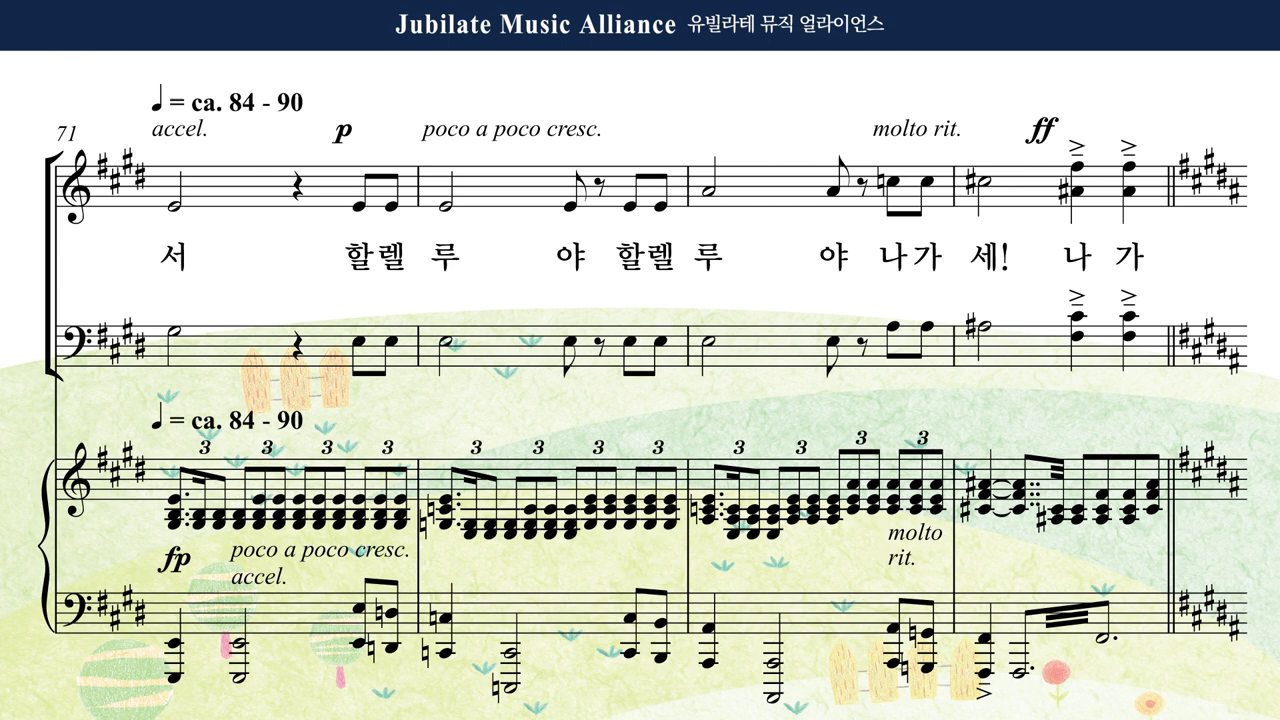 Jubilate Music Alliance 유빌라테 뮤직 얼라이언스
♩ = ca. 84 - 90
71 accel. p poco a poco cresc. molto rit. ff
서 할렐 루 야 할렐 루 야 나가 세! 나 가
♩ = ca. 84 - 90
3 3 3 3 3 3 3 3 3 3 3 3
fp poco a poco cresc. molto
accel. rit.